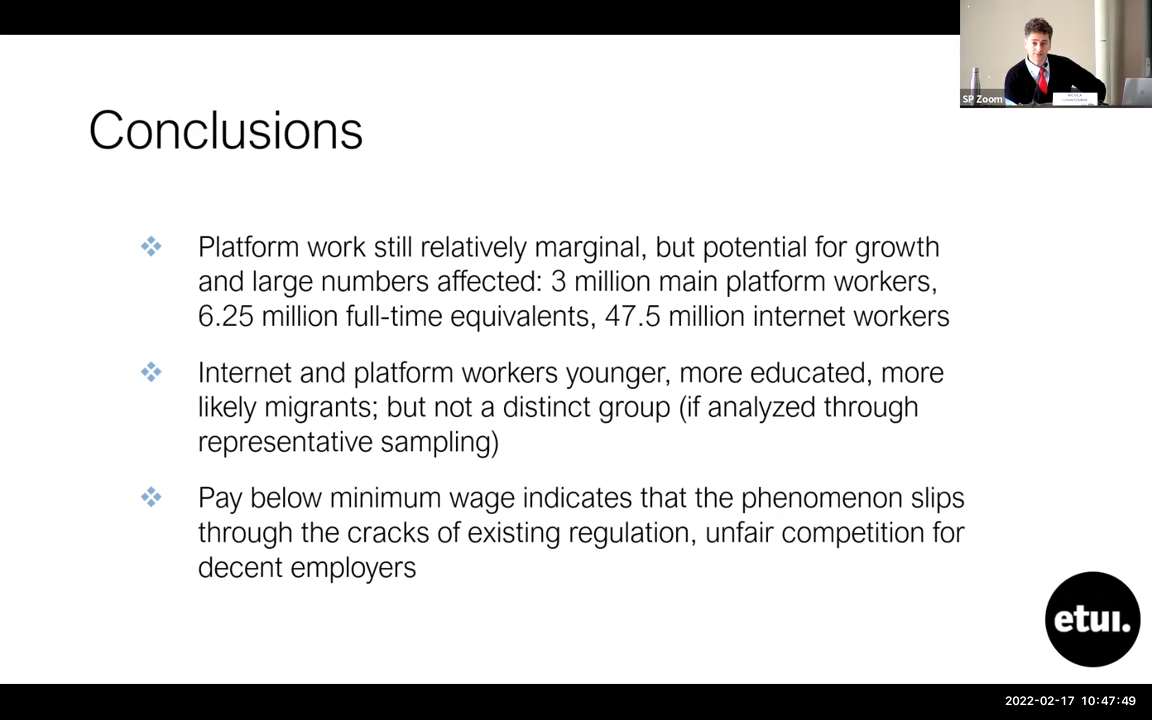 SP Zoom
Conclusions
Platform work still relatively marginal, but potential for growth
and large numbers affected: 3 million main platform workers,
6.25 million full-time equivalents, 47.5 million internet workers
Internet and platform workers younger, more educated, more
likely migrants; but not a distinct group (if analyzed through
representative sampling)
Pay below minimum wage indicates that the phenomenon slips
through the cracks of existing regulation, unfair competition for
decent employers
etui.
2022-02-17 10:47:49